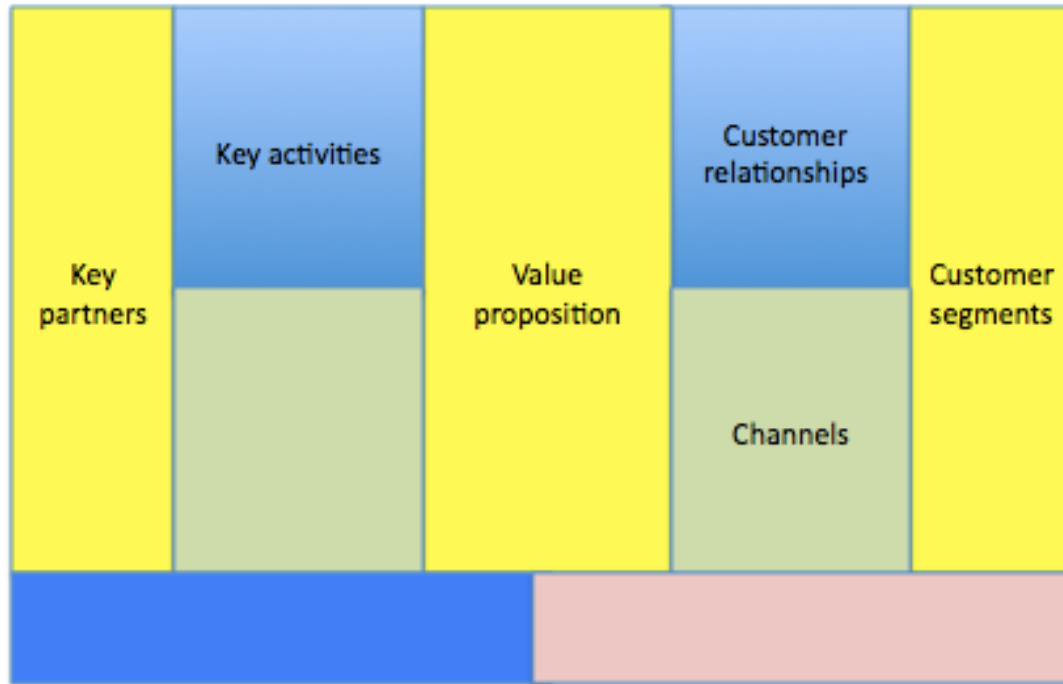 Key activities
Customer
relationships
Key
partners
Value
proposition
Customer
segments
Channels